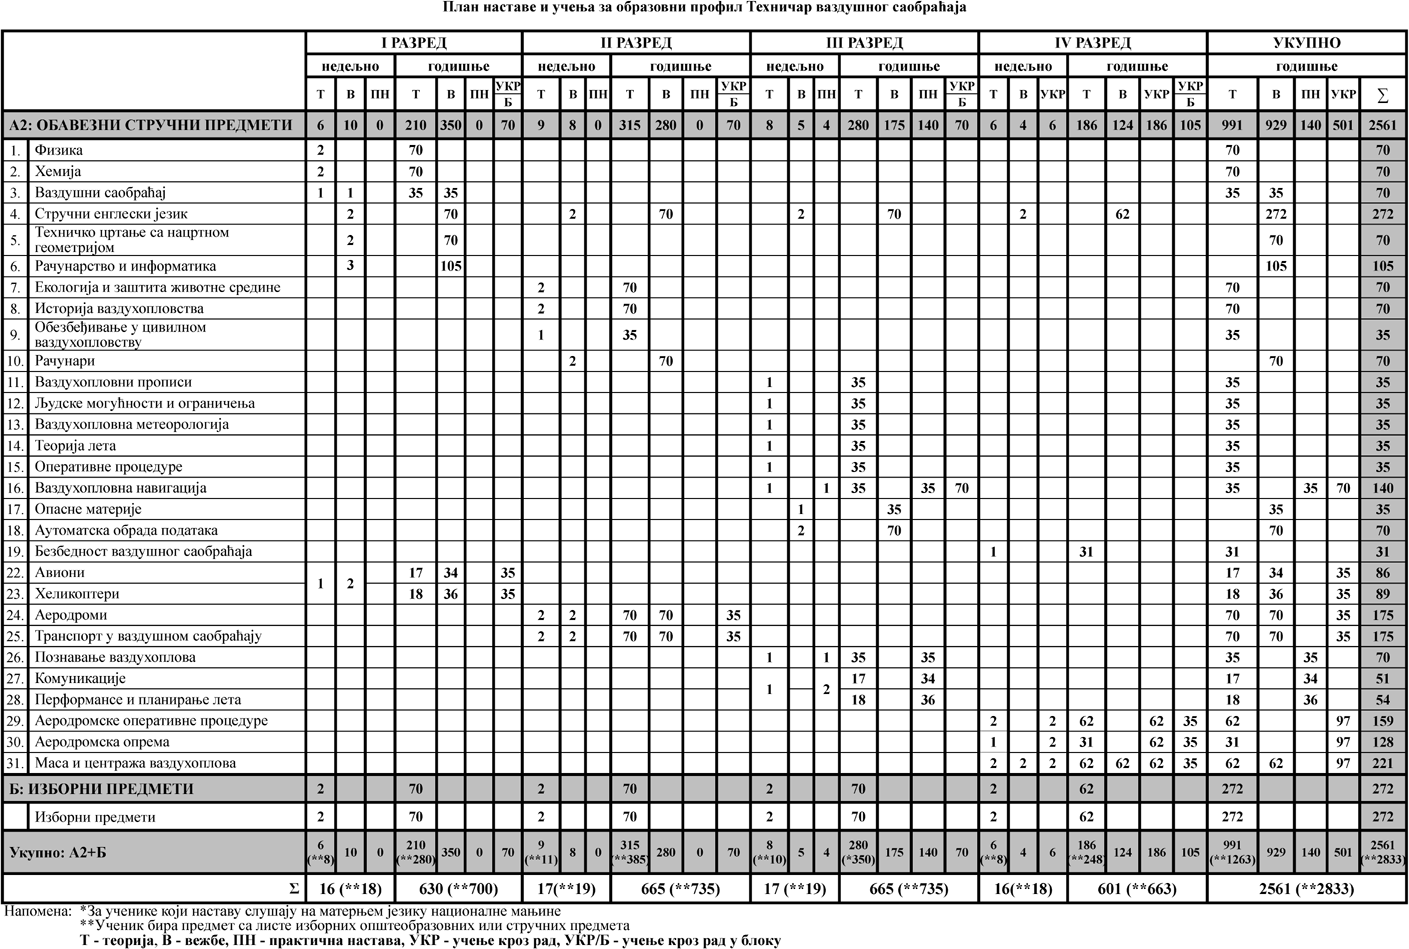 План наставе и учења за образовни профил Техничар ваздушног саобраћаја
I РАЗРЕД II РАЗРЕД III РАЗРЕД IV РАЗРЕД УКУПНО
недељно годишње недељно годишње недељно годишње недељно годишње годишње
Т В ПН Т В ПН УКР Б Т В ПН Т В ПН УКР Б Т В ПН Т В ПН УКР Б Т В УКР Т В УКР УКР Б Т В ПН УКР ∑
А2: ОБАВЕЗНИ СТРУЧНИ ПРЕДМЕТИ 6 10 0 210 350 0 70 9 8 0 315 280 0 70 8 5 4 280 175 140 70 6 4 6 186 124 186 105 991 929 140 501 2561
1. Физика 2 70 70 70
2. Хемија 2 70 70 70
3. Ваздушни саобраћај 1 1 35 35 35 35 70
4. Стручни енглески језик 2 70 2 70 2 70 2 62 272 272
5. Техничко цртање са нацртном
геометријом 2 70 70 70
6. Рачунарство и информатика 3 105 105 105
7. Екологија и заштита животне средине 2 70 70 70
8. Историја ваздухопловства 2 70 70 70
9. Обезбеђивање у цивилном
ваздухопловству 1 35 35 35
10. Рачунари 2 70 70 70
11. Ваздухопловни прописи 1 35 35 35
12. Људске могућности и ограничења 1 35 35 35
13. Ваздухопловна метеорологија 1 35 35 35
14. Теорија лета 1 35 35 35
15. Оперативне процедуре 1 35 35 35
16. Ваздухопловна навигација 1 1 35 35 70 35 35 70 140
17. Опасне материје 1 35 35 35
18. Аутоматска обрада података 2 70 70 70
19. Безбедност ваздушног саобраћаја 1 31 31 31
22. Авиони 1 2 17 34 35 17 34 35 86
23. Хеликоптери 18 36 35 18 36 35 89
24. Аеродроми 2 2 70 70 35 70 70 35 175
25. Транспорт у ваздушном саобраћају 2 2 70 70 35 70 70 35 175
26. Познавање ваздухоплова 1 1 35 35 35 35 70
27. Комуникације 1 2 17 34 17 34 51
28. Перформансе и планирање лета 18 36 18 36 54
29. Аеродромске оперативне процедуре 2 2 62 62 35 62 97 159
30. Аеродромска опрема 1 2 31 62 35 31 97 128
31. Маса и центража ваздухоплова 2 2 2 62 62 62 35 62 62 97 221
Б: ИЗБОРНИ ПРЕДМЕТИ 2 70 2 70 2 70 2 62 272 272
Изборни предмети 2 70 2 70 2 70 2 62 272 272
Укупно: А2+Б 6 (**8) 10 0 210 (**280) 350 0 70 9 (**11) 8 0 315 (**385) 280 0 70 8 (**10) 5 4 280 (*350) 175 140 70 6 (**8) 4 6 186 (**248) 124 186 105 991 (**1263) 929 140 501 2561 (**2833)
Σ 16 (**18) 630 (**700) 17(**19) 665 (**735) 17 (**19) 665 (**735) 16(**18) 601 (**663) 2561 (**2833)
Напомена: *За ученике који наставу слушају на матерњем језику националне мањине
**Ученик бира предмет са листе изборних општеобразовних или стручних предмета
Т - теорија, В - вежбе, ПН - практична настава, УКР - учење кроз рад, УКР/Б - учење кроз рад у блоку